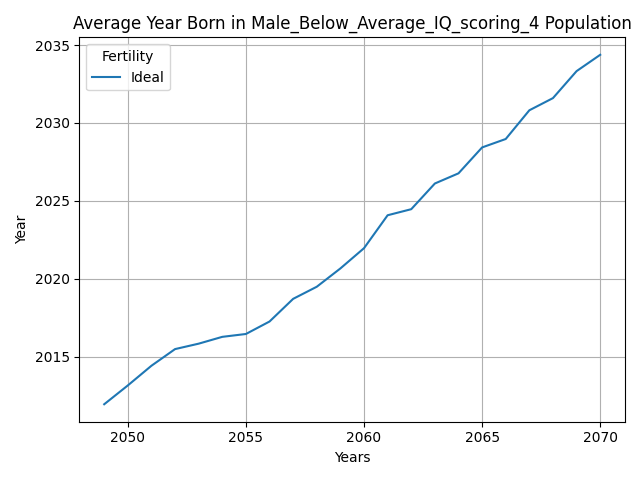 Average Year Born in Male_Below_Average_IQ_scoring_4 Population
Fertility
Ideal
2035
2030
2025
2020
2015
Year
2050 2055 2060 2065 2070
Years